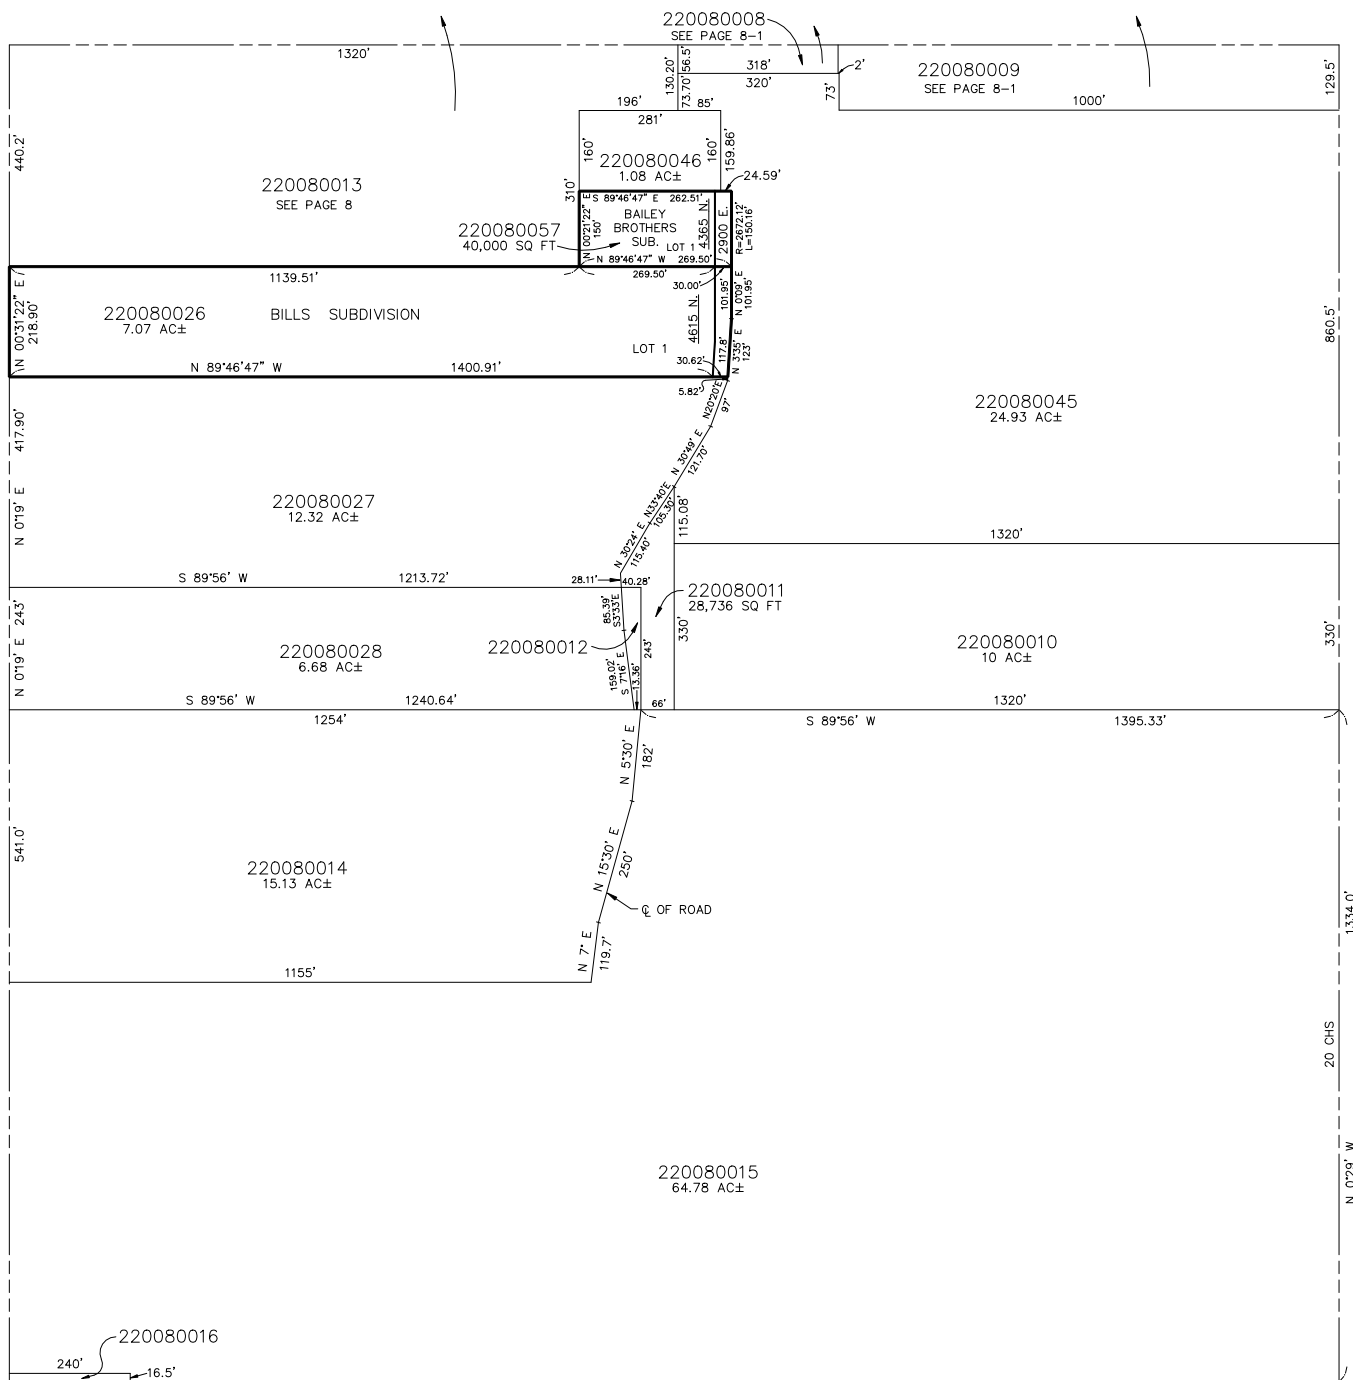 220080008
SEE PAGE 8-1
1320'
130.20'
56.5'
318'
2'
320'
73.70'
73'
220080009
SEE PAGE 8-1
129.5'
1000'
196'
85'
281'
440.2'
160'
160'
159.86'
220080046
1.08 AC±
24.59'
220080013
SEE PAGE 8
310'
S 89°46'47" E 262.51'
N 00°21'22" E
150'
BAILEY
BROTHERS
SUB.
LOT 1
4365 N.
2900 E.
R=2672.12'
L=150.16'
220080057
40,000 SQ FT
N 89°46'47" W 269.50'
1139.51'
269.50'
30.00'
101.95'
N 0°09' E
101.95'
N 00°31'22" E
218.90'
220080026
7.07 AC±
BILLS SUBDIVISION
4615 N.
LOT 1
860.5'
117.8'
N 3°35' E
123'
30.62'
N 89°46'47" W 1400.91'
5.82'
N20°20'E
97'
220080045
24.93 AC±
417.90'
N 30°49' E
121.70'
N 0°19' E
220080027
12.32 AC±
N33°40'E
105.30'
115.08'
N 30°24' E
115.40'
1320'
S 89°56' W 1213.72'
28.11'
40.28'
220080011
28,736 SQ FT
N 0°19' E 243'
85.39'
S3°33'E
330'
330'
220080012
243'
220080010
10 AC±
220080028
6.68 AC±
159.02'
S 7°16' E
13.36'
S 89°56' W 1240.64'
66'
1320'
1254'
S 89°56' W 1395.33'
N 5°30' E
182'
541.0'
N 15°30' E
250'
220080014
15.13 AC±
℄ OF ROAD
1334.0'
N 7° E
119.7'
1155'
20 CHS
220080015
64.78 AC±
N 0°29' W
220080016
240'
16.5'